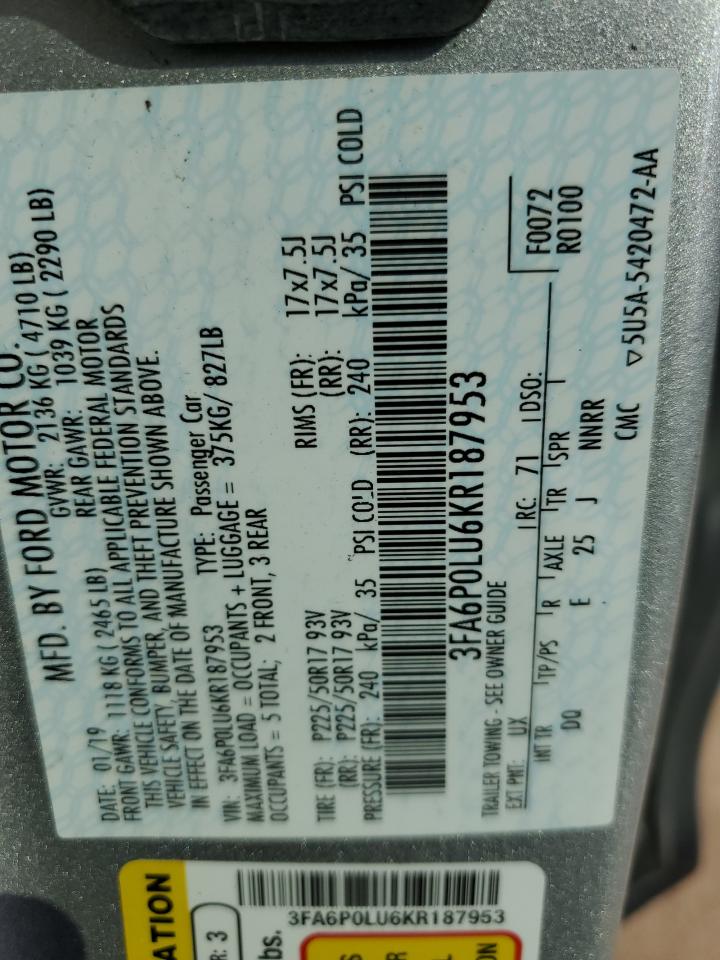 MFD. BY FORD MOTOR CO.
DATE: 01/19 GVWR: 2136 KG ( 4710 LB)
FRONT GAWR: 1118 KG ( 2465 LB) REAR GAWR: 1039 KG ( 2290 LB)
THIS VEHICLE CONFORMS TO ALL APPLICABLE FEDERAL MOTOR
VEHICLE SAFETY, BUMPER, AND THEFT PREVENTION STANDARDS
IN EFFECT ON THE DATE OF MANUFACTURE SHOWN ABOVE.
VIN: 3FA6P0LU6KR187953 TYPE: Passenger Car
MAXIMUM LOAD = OCCUPANTS + LUGGAGE = 375KG/ 827LB
OCCUPANTS = 5 TOTAL; 2 FRONT, 3 REAR
TIRE (FR): P225/50R17 93V RIMS (FR): 17x7.5J
(RR): P225/50R17 93V (RR): 17x7.5J
PRESSURE (FR): 240 kPa/ 35 PSI COLD (RR): 240 kPa/ 35 PSI COLD
3FA6P0LU6KR187953
F0072
R0100
TRAILER TOWING - SEE OWNER GUIDE
EXT PNT: UX RC: 71 DSO:
INT TR TP/PS R AXLE TR SPR
DQ E 25 J NNRR
CMC ▽5U5A-5420472-AA
3FA6P0LU6KR187953
ATION
R: 3
bs.